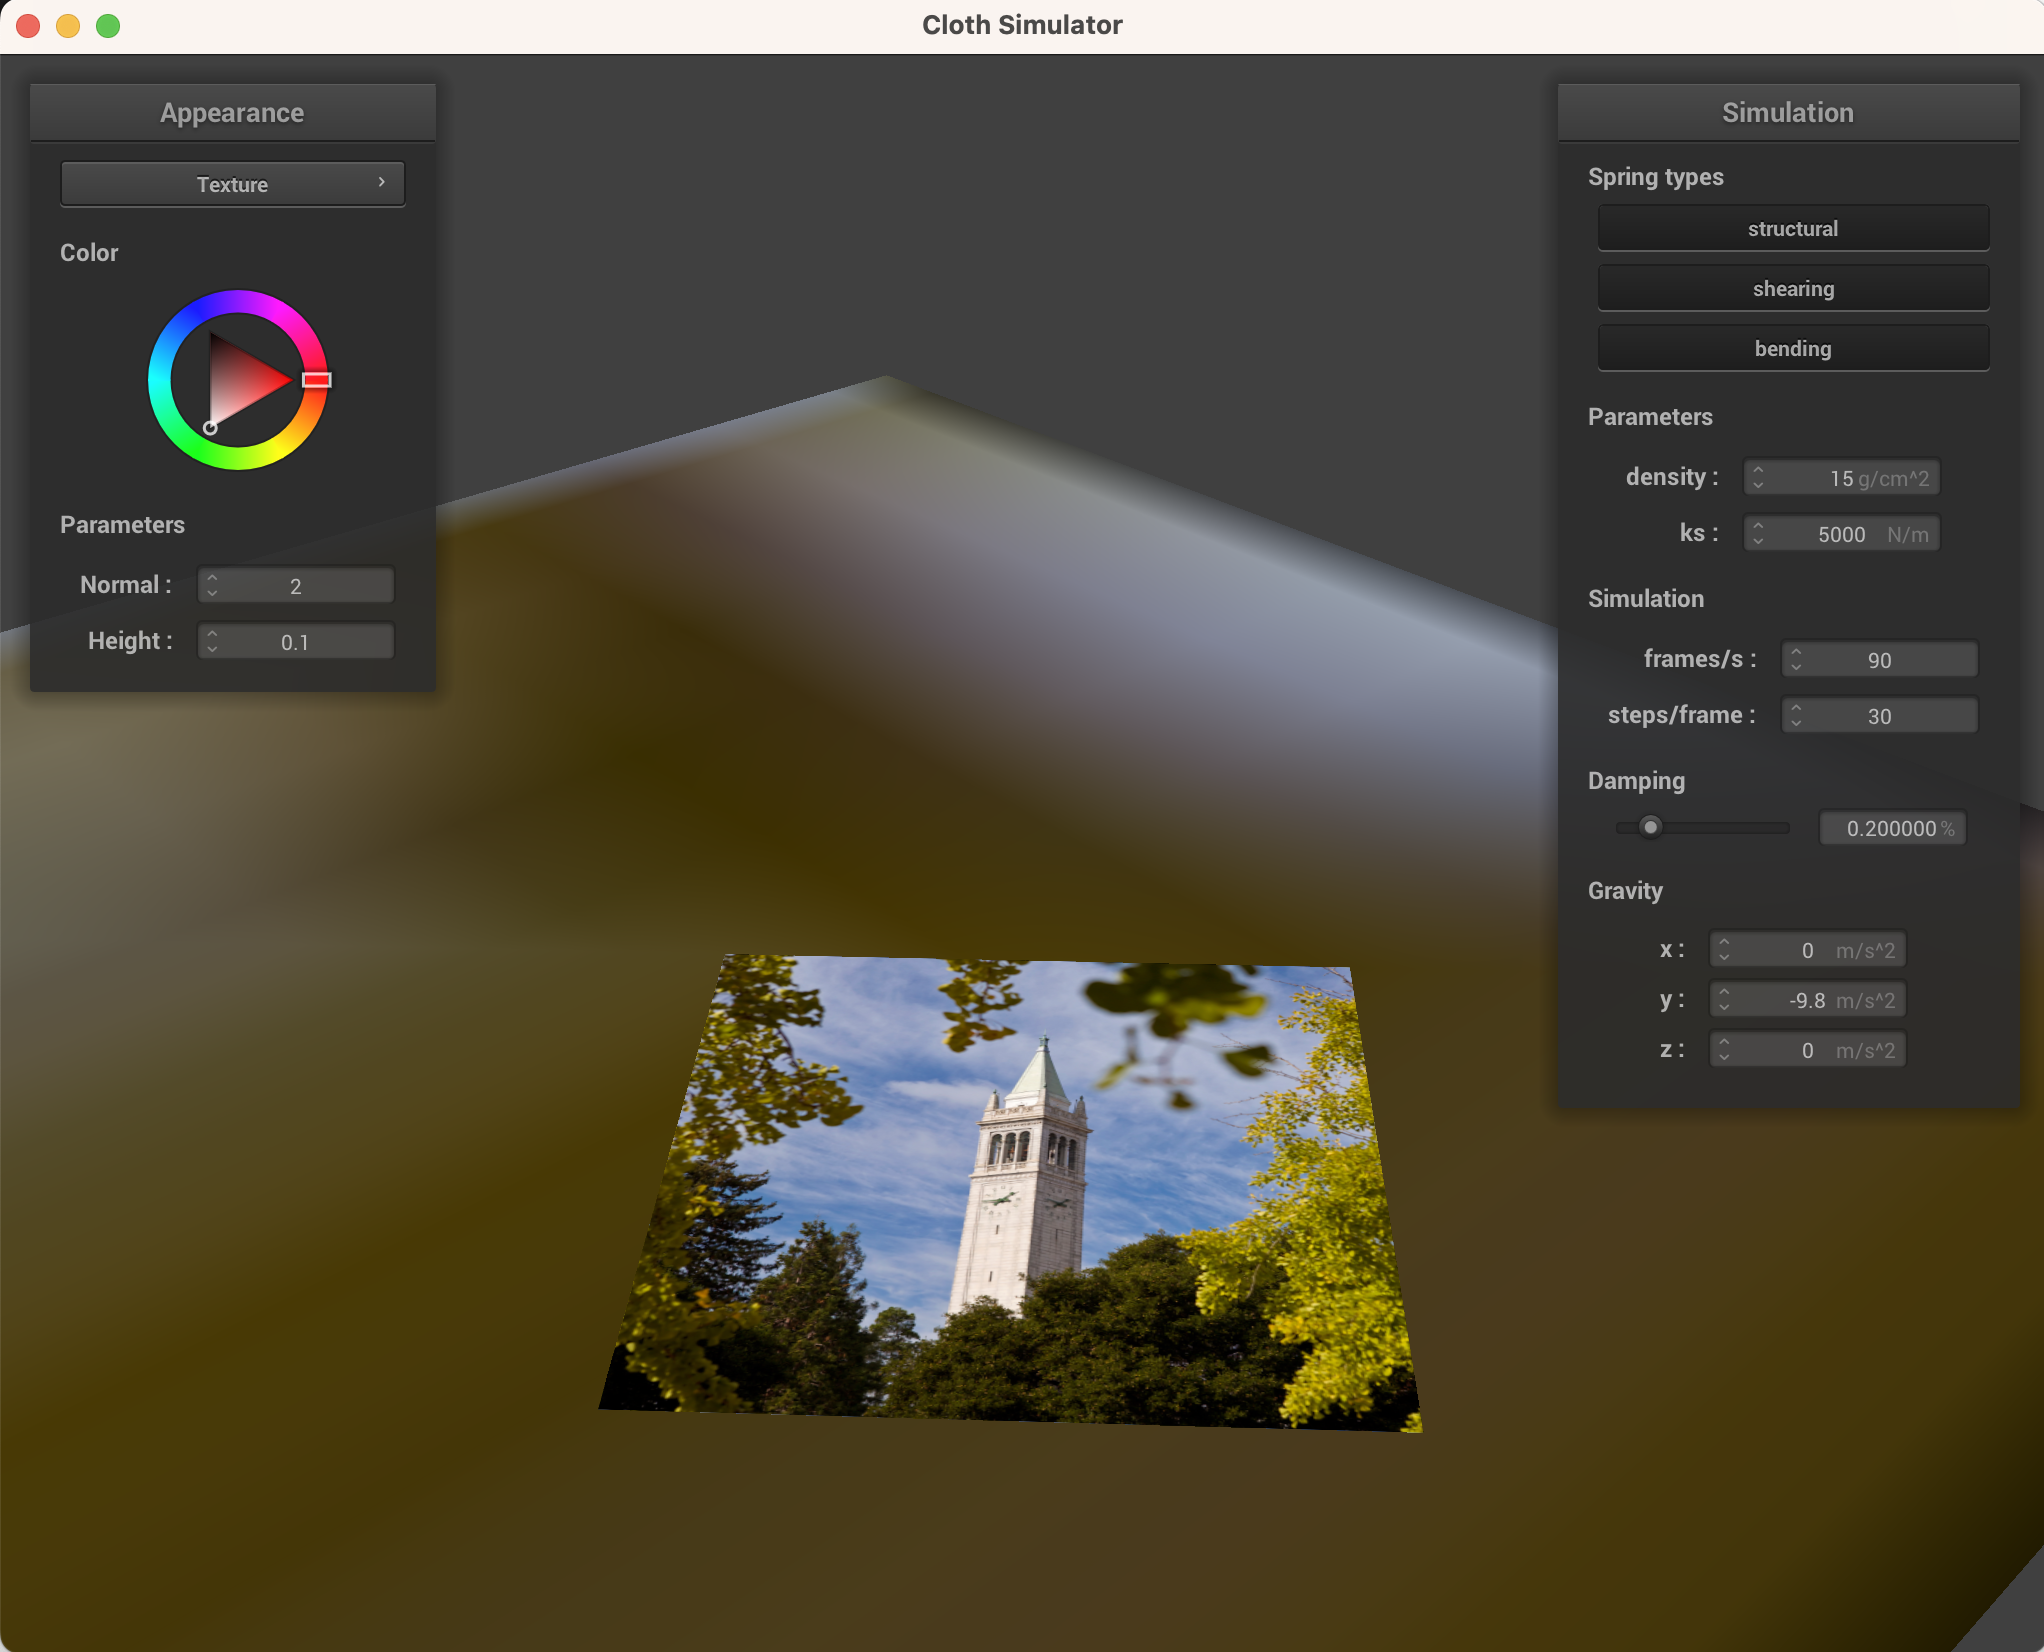 Cloth Simulator
Appearance
Texture
Color
Parameters
Normal : 2
Height : 0.1
Simulation
Spring types
structural
shearing
bending
Parameters
density : 15 g/cm^2
ks : 5000 N/m
Simulation
frames/s : 90
steps/frame : 30
Damping
0.200000 %
Gravity
x : 0 m/s^2
y : -9.8 m/s^2
z : 0 m/s^2